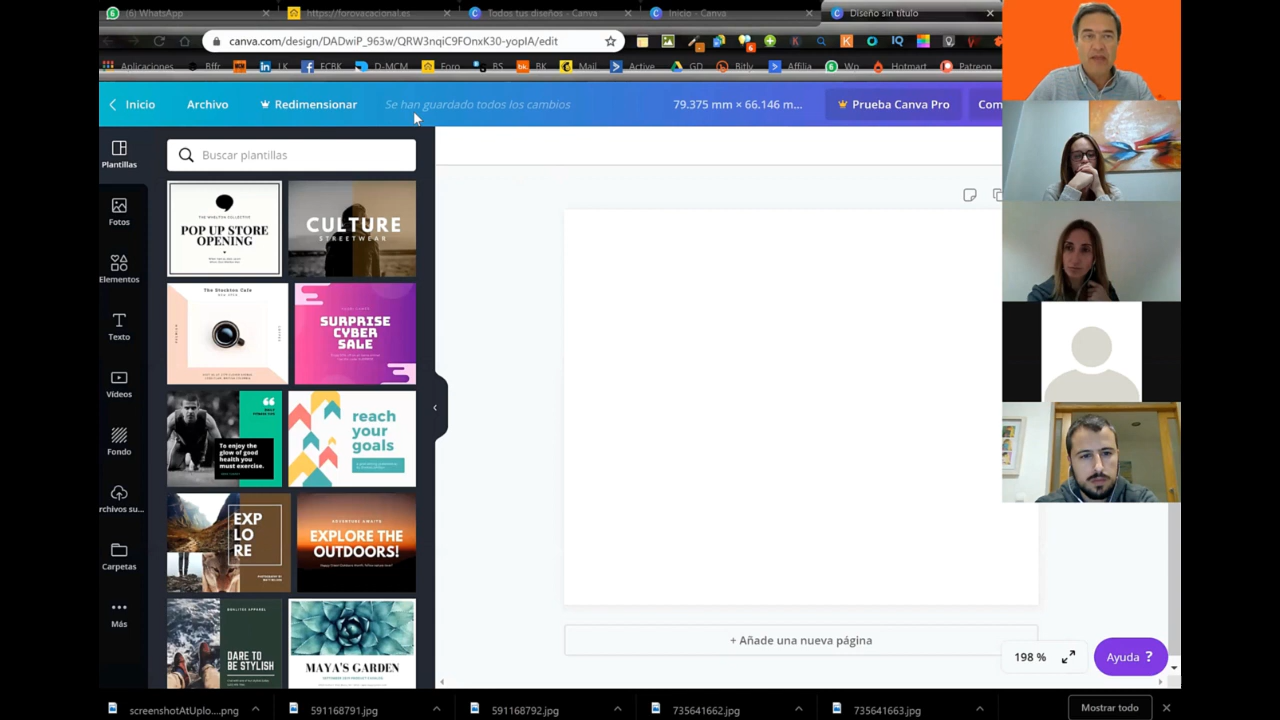 (6) WhatsApp
https://forovacacional.es
Todos tus diseños - Canva
Inicio - Canva
Diseño sin título
canva.com/design/DADwiP_963w/QRW3nqiC9FOnxK30-yopIA/edit
Aplicaciones
Bffr
LK
FCBK
D-MCM
Foro
BS
BK
Mail
Active
GD
Bitly
Affilia
Wp
Hotmart
Patreon
Inicio
Archivo
Redimensionar
Se han guardado todos los cambios
79.375 mm × 66.146 m...
Prueba Canva Pro
Com
Plantillas
Fotos
Elementos
Texto
Vídeos
Fondo
rchivos su...
Carpetas
Más
Buscar plantillas
POP UP STORE
OPENING
CULTURE
STREETWEAR
The Stockton Cafe
SURPRISE
CYBER
SALE
To enjoy the
glow of good
health you
must exercise.
reach
your
goals
EXP
LO
RE
ADVENTURE AWAITS
EXPLORE THE
OUTDOORS!
DARE TO
BE STYLISH
MAYA'S GARDEN
+ Añade una nueva página
198 %
Ayuda ?
screenshotAtUplo....png
591168791.jpg
591168792.jpg
735641662.jpg
735641663.jpg
Mostrar todo